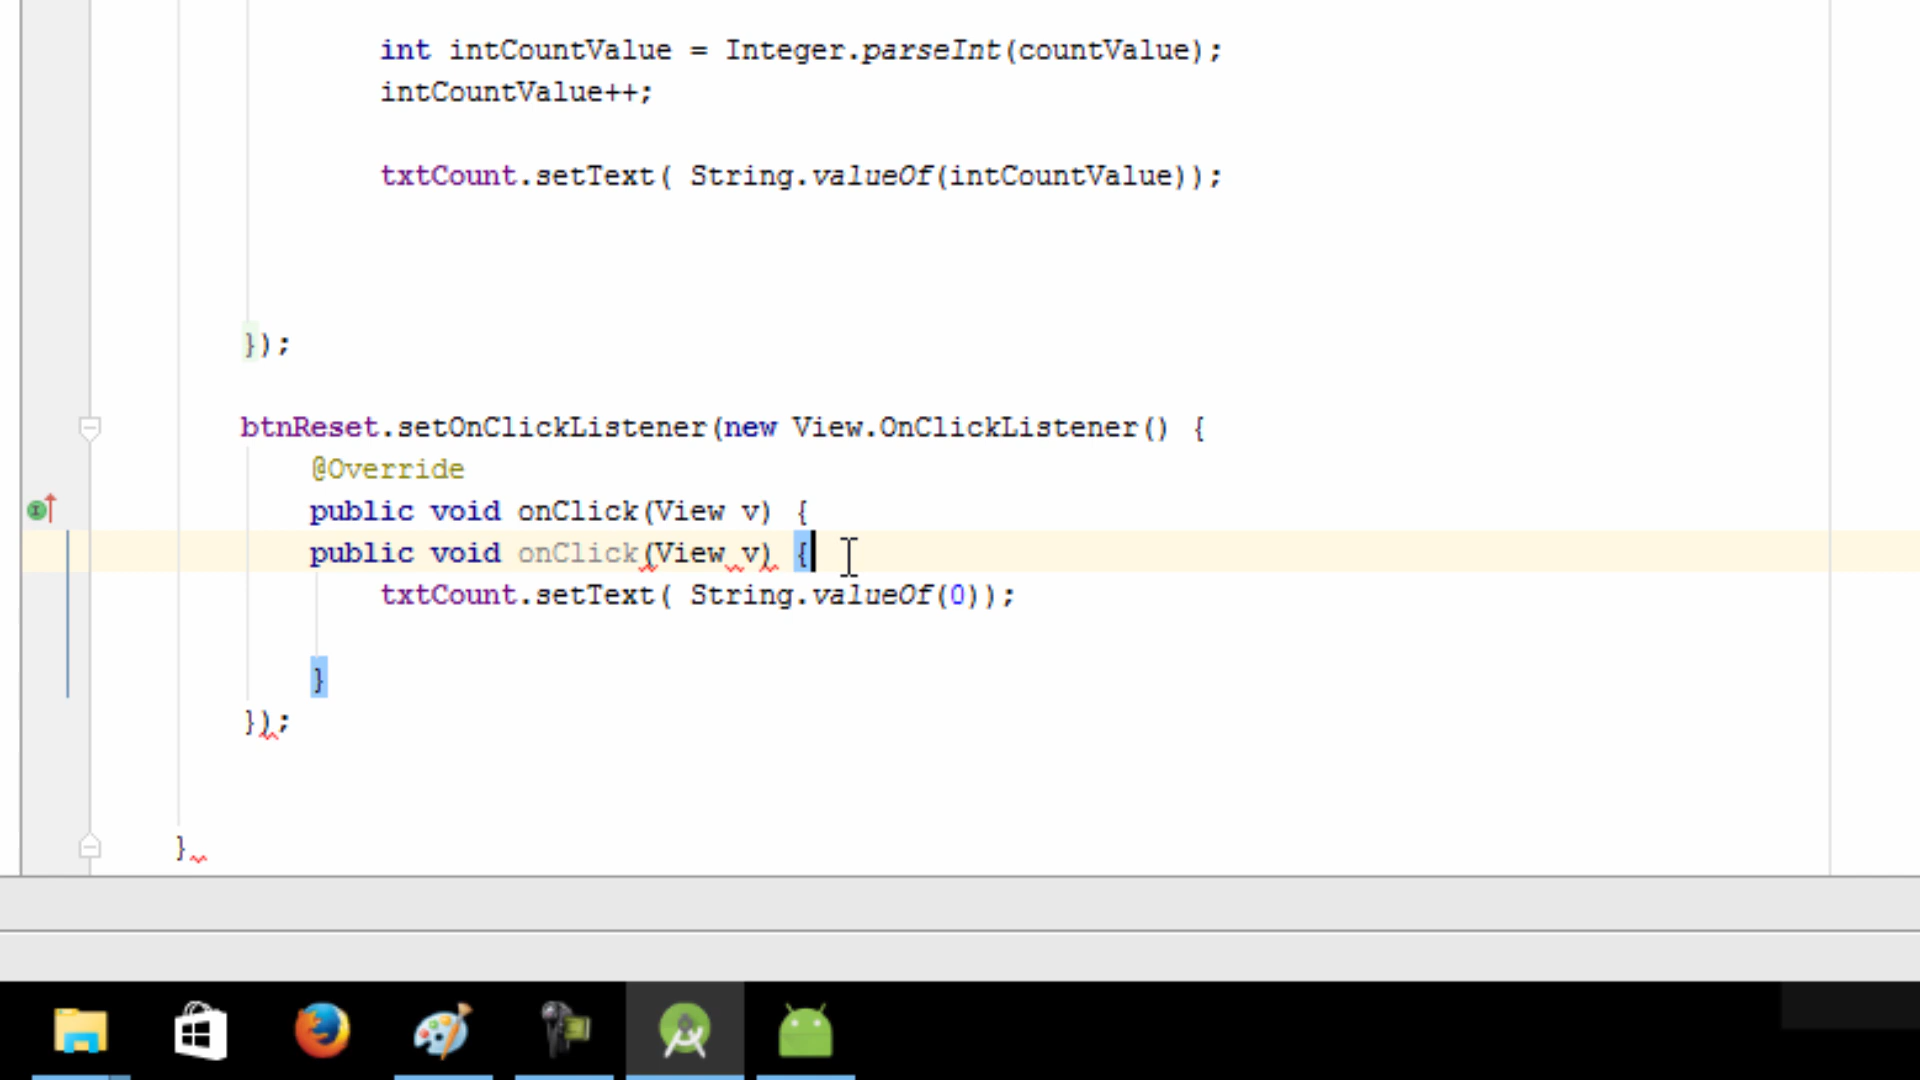 int intCountValue = Integer.parseInt(countValue);
intCountValue++;
txtCount.setText( String.valueOf(intCountValue));
});
btnReset.setOnClickListener(new View.OnClickListener() {
@Override
public void onClick(View v) {
public void onClick(View v) {
txtCount.setText( String.valueOf(0));
}
});
}